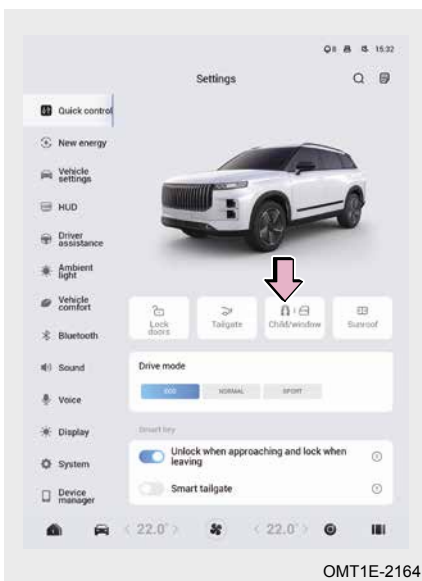 8 15:32
Settings
Quick control
New energy
Vehicle
settings
HUD
Driver
assistance
Ambient
light
Vehicle
comfort
Bluetooth
Sound
Voice
Display
System
Device
manager
Lock
doors
Tailgate
Child/window
Sunroof
Drive mode
ECO NORMAL SPORT
Smart key
Unlock when approaching and lock when
leaving
Smart tailgate
< 22.0° >
< 22.0° >
OMT1E-2164